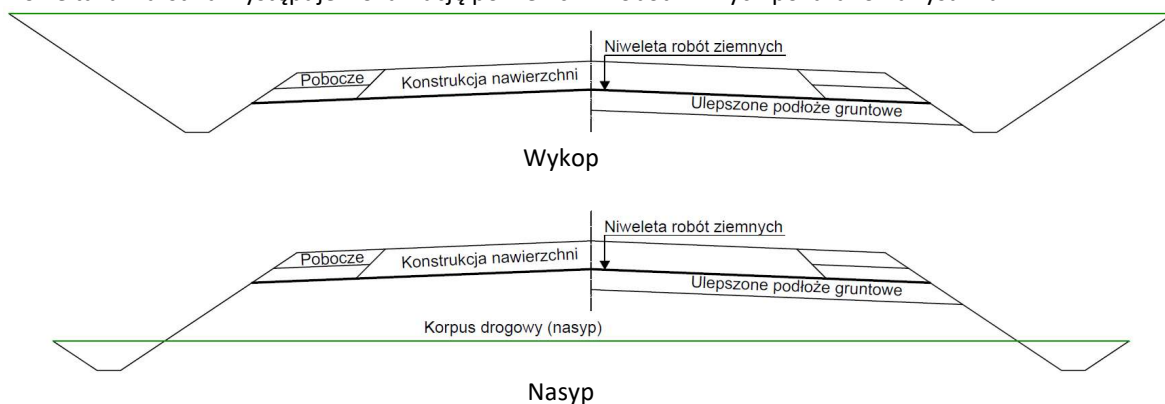 Niweleta robót ziemnych
Pobocze
Konstrukcja nawierzchni
Ulepszone podłoże gruntowe
Wykop
Niweleta robót ziemnych
Pobocze
Konstrukcja nawierzchni
Ulepszone podłoże gruntowe
Korpus drogowy (nasyp)
Nasyp